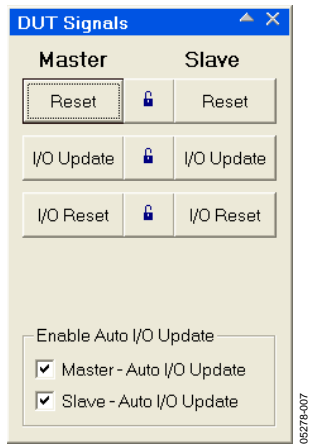 DUT Signals
Master Slave
Reset Reset
I/O Update I/O Update
I/O Reset I/O Reset
Enable Auto I/O Update
Master - Auto I/O Update
Slave - Auto I/O Update
05278-007